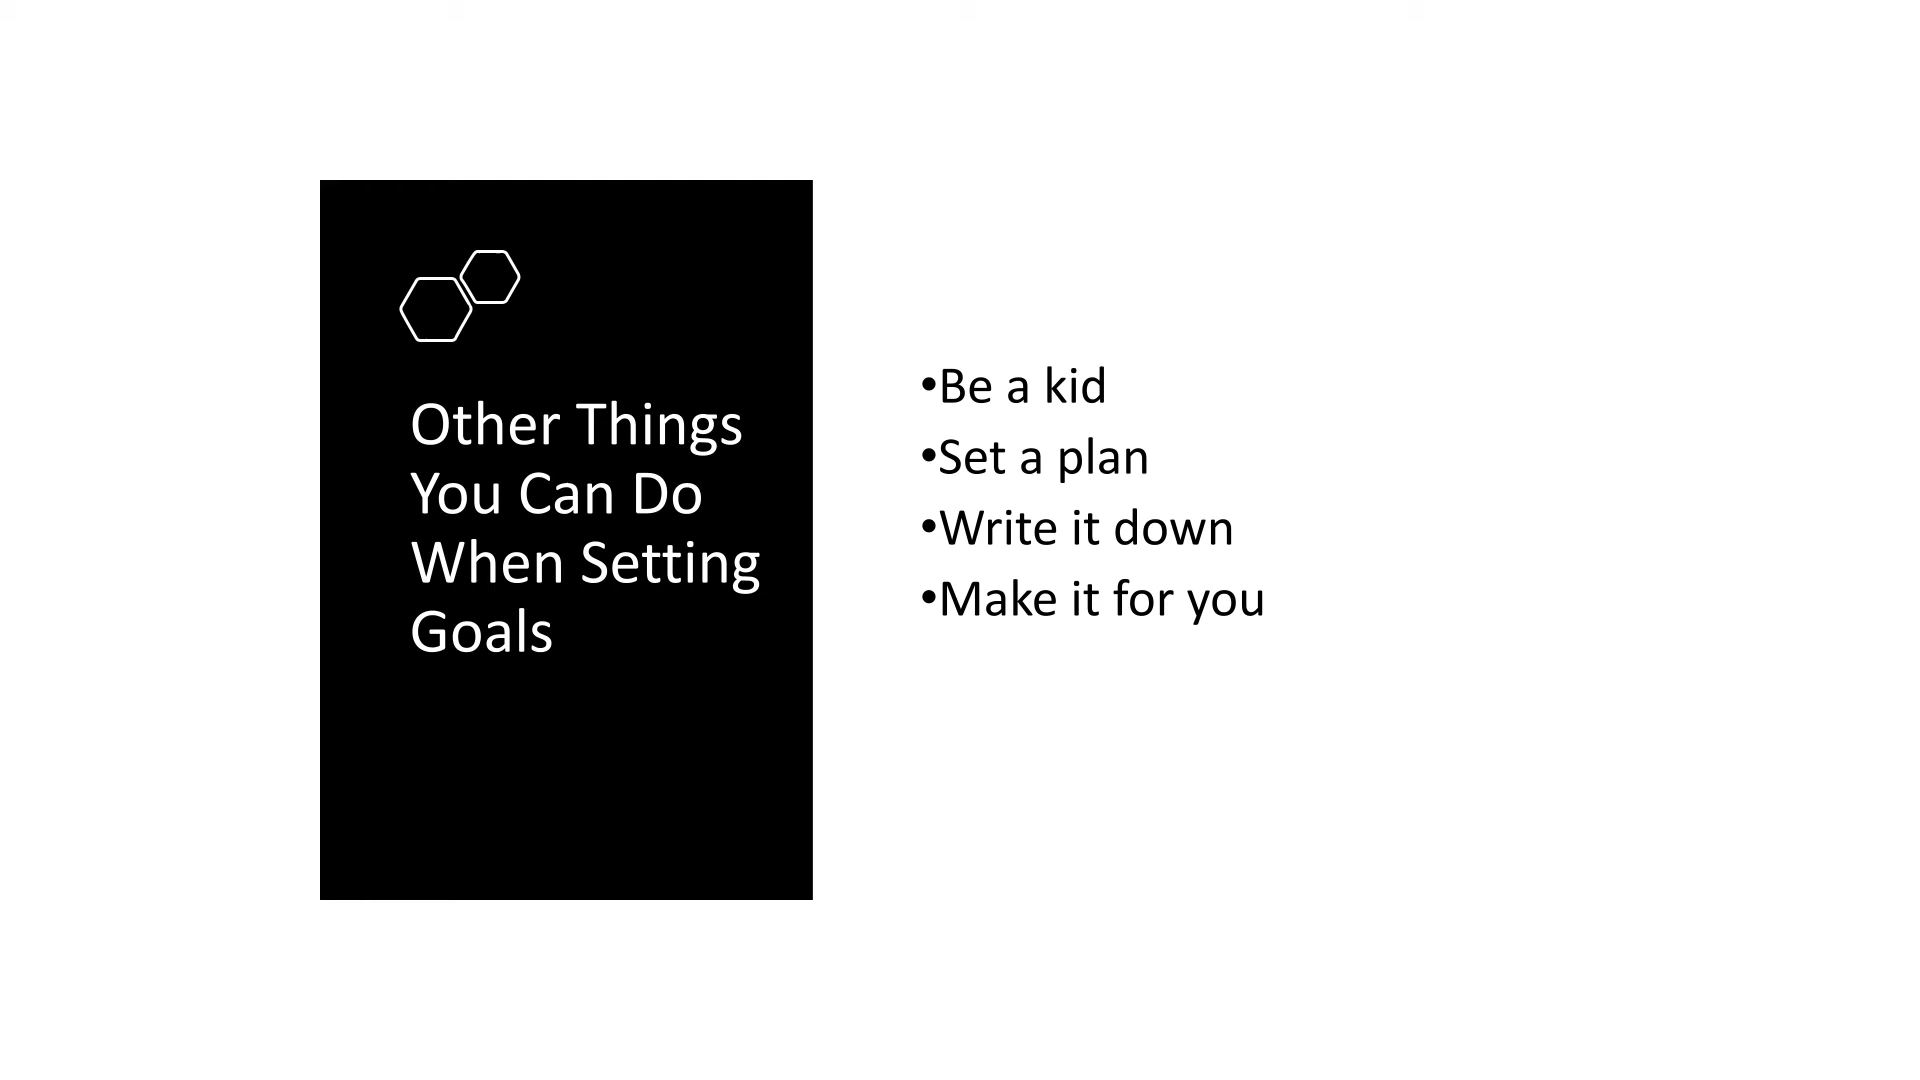 Other Things
You Can Do
When Setting
Goals
•Be a kid
•Set a plan
•Write it down
•Make it for you